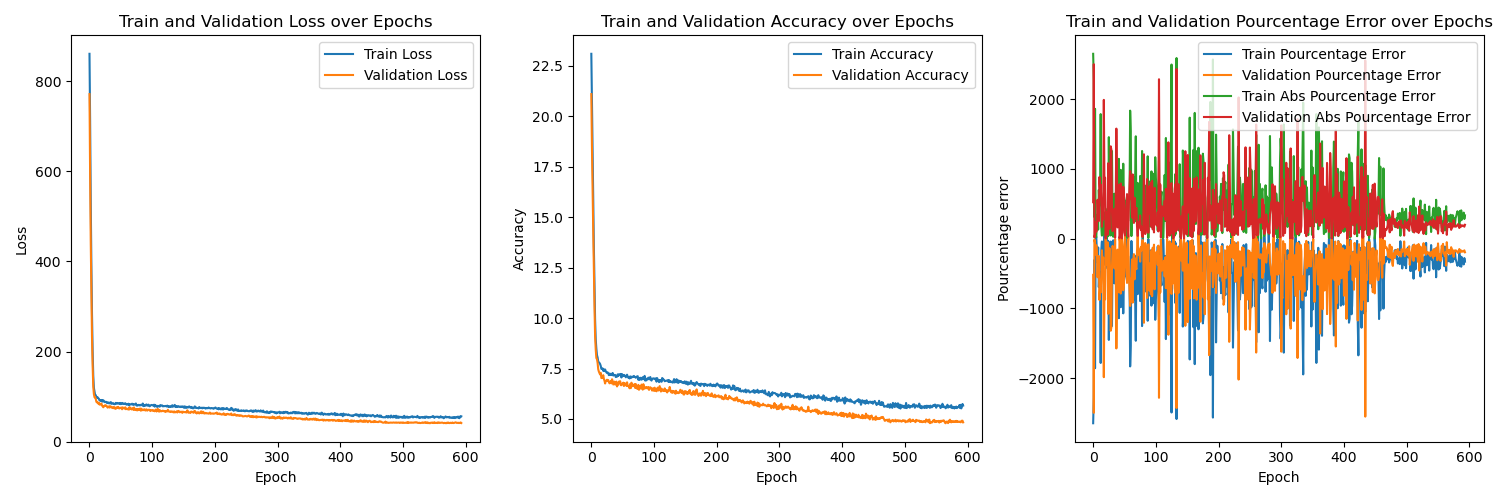 Train and Validation Loss over Epochs
Train Loss
Validation Loss
800
600
400
200
0
Loss
0 100 200 300 400 500 600
Epoch
Train and Validation Accuracy over Epochs
Train Accuracy
Validation Accuracy
22.5
20.0
17.5
15.0
12.5
10.0
7.5
5.0
Accuracy
0 100 200 300 400 500 600
Epoch
Train and Validation Pourcentage Error over Epochs
Train Pourcentage Error
Validation Pourcentage Error
Train Abs Pourcentage Error
Validation Abs Pourcentage Error
2000
1000
0
−1000
−2000
Pourcentage error
0 100 200 300 400 500 600
Epoch